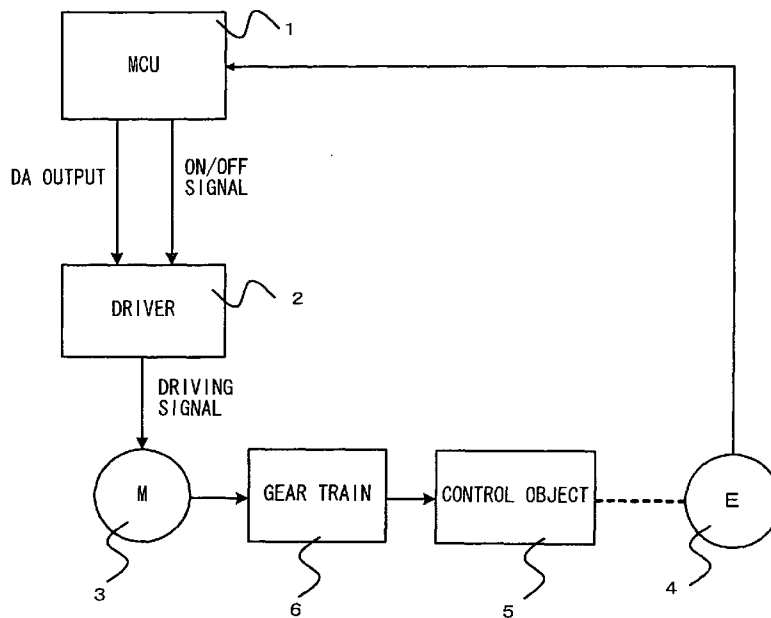 1
MCU
DA OUTPUT
ON/OFF
SIGNAL
2
DRIVER
DRIVING
SIGNAL
M
GEAR TRAIN
CONTROL OBJECT
E
3
6
5
4